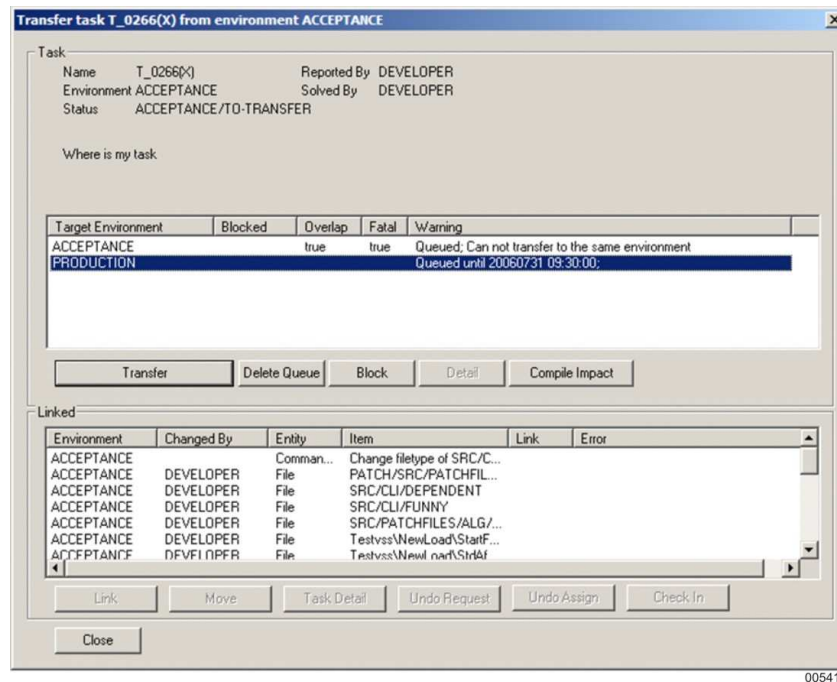 Transfer task T_0266(X) from environment ACCEPTANCE
Task
Name T_0266(X) Reported By DEVELOPER
Environment ACCEPTANCE Solved By DEVELOPER
Status ACCEPTANCE/TO-TRANSFER
Where is my task
Target Environment Blocked Overlap Fatal Warning
ACCEPTANCE true true Queued; Can not transfer to the same environment
PRODUCTION Queued until 20060731 09:30:00;
Transfer Delete Queue Block Detail Compile Impact
Linked
Environment Changed By Entity Item Link Error
ACCEPTANCE Comman... Change filetype of SRC/C...
ACCEPTANCE DEVELOPER File PATCH/SRC/PATCHFIL...
ACCEPTANCE DEVELOPER File SRC/CLI/DEPENDENT
ACCEPTANCE DEVELOPER File SRC/CLI/FUNNY
ACCEPTANCE DEVELOPER File SRC/PATCHFILES/ALG/...
ACCEPTANCE DEVELOPER File Testvss\NewLoad\StartF...
ACCEPTANCE DEVELOPER File Testvss\NewLoad\StdAf
Link Move Task Detail Undo Request Undo Assign Check In
Close
00541